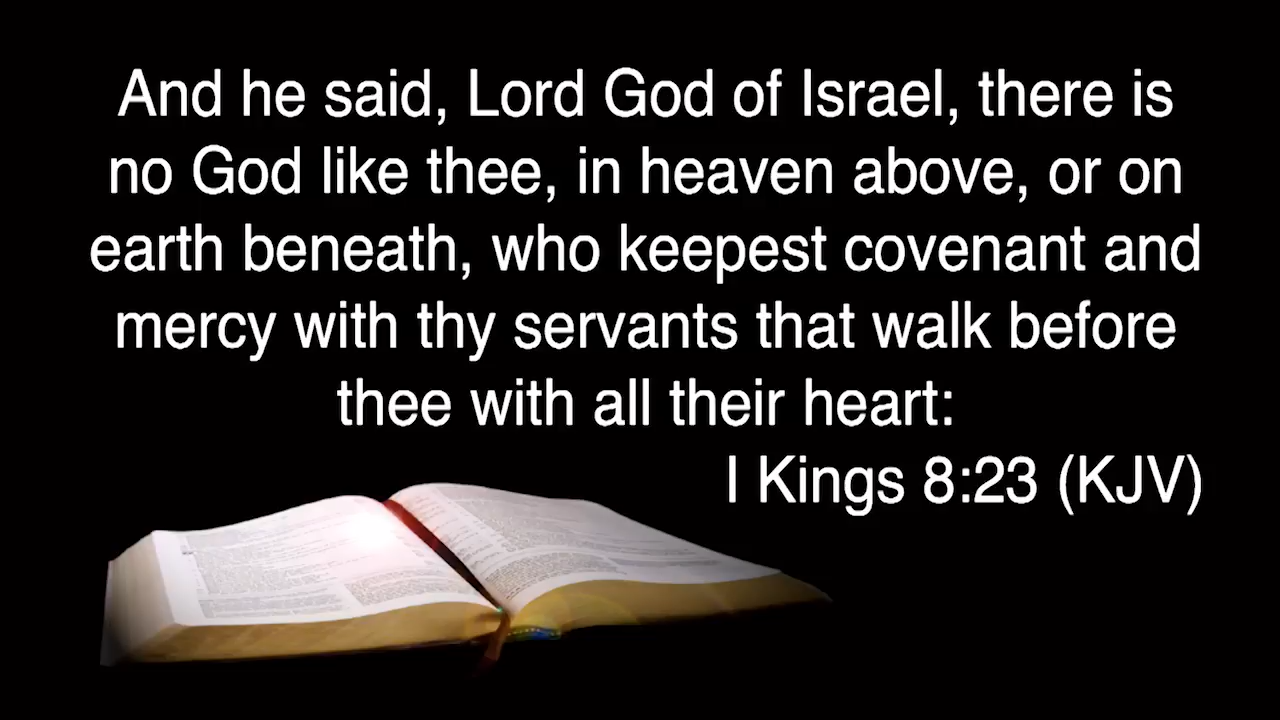 And he said, Lord God of Israel, there is
no God like thee, in heaven above, or on
earth beneath, who keepest covenant and
mercy with thy servants that walk before
thee with all their heart:
I Kings 8:23 (KJV)